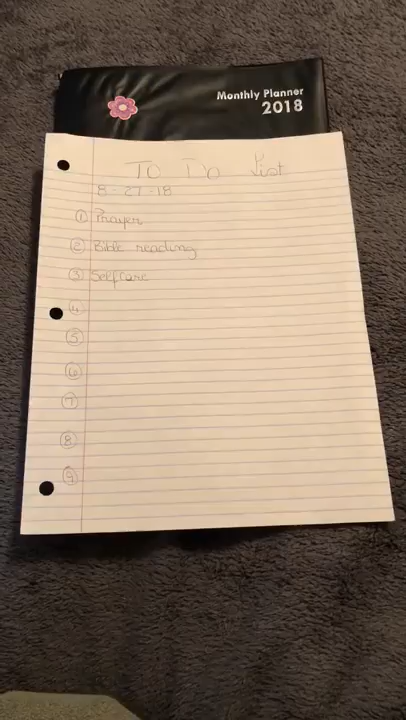 Monthly Planner
2018
To Do List
8-27-18
① Prayer
② Bible reading
③ Selfcare
④
⑤
⑥
⑦
⑧
⑨